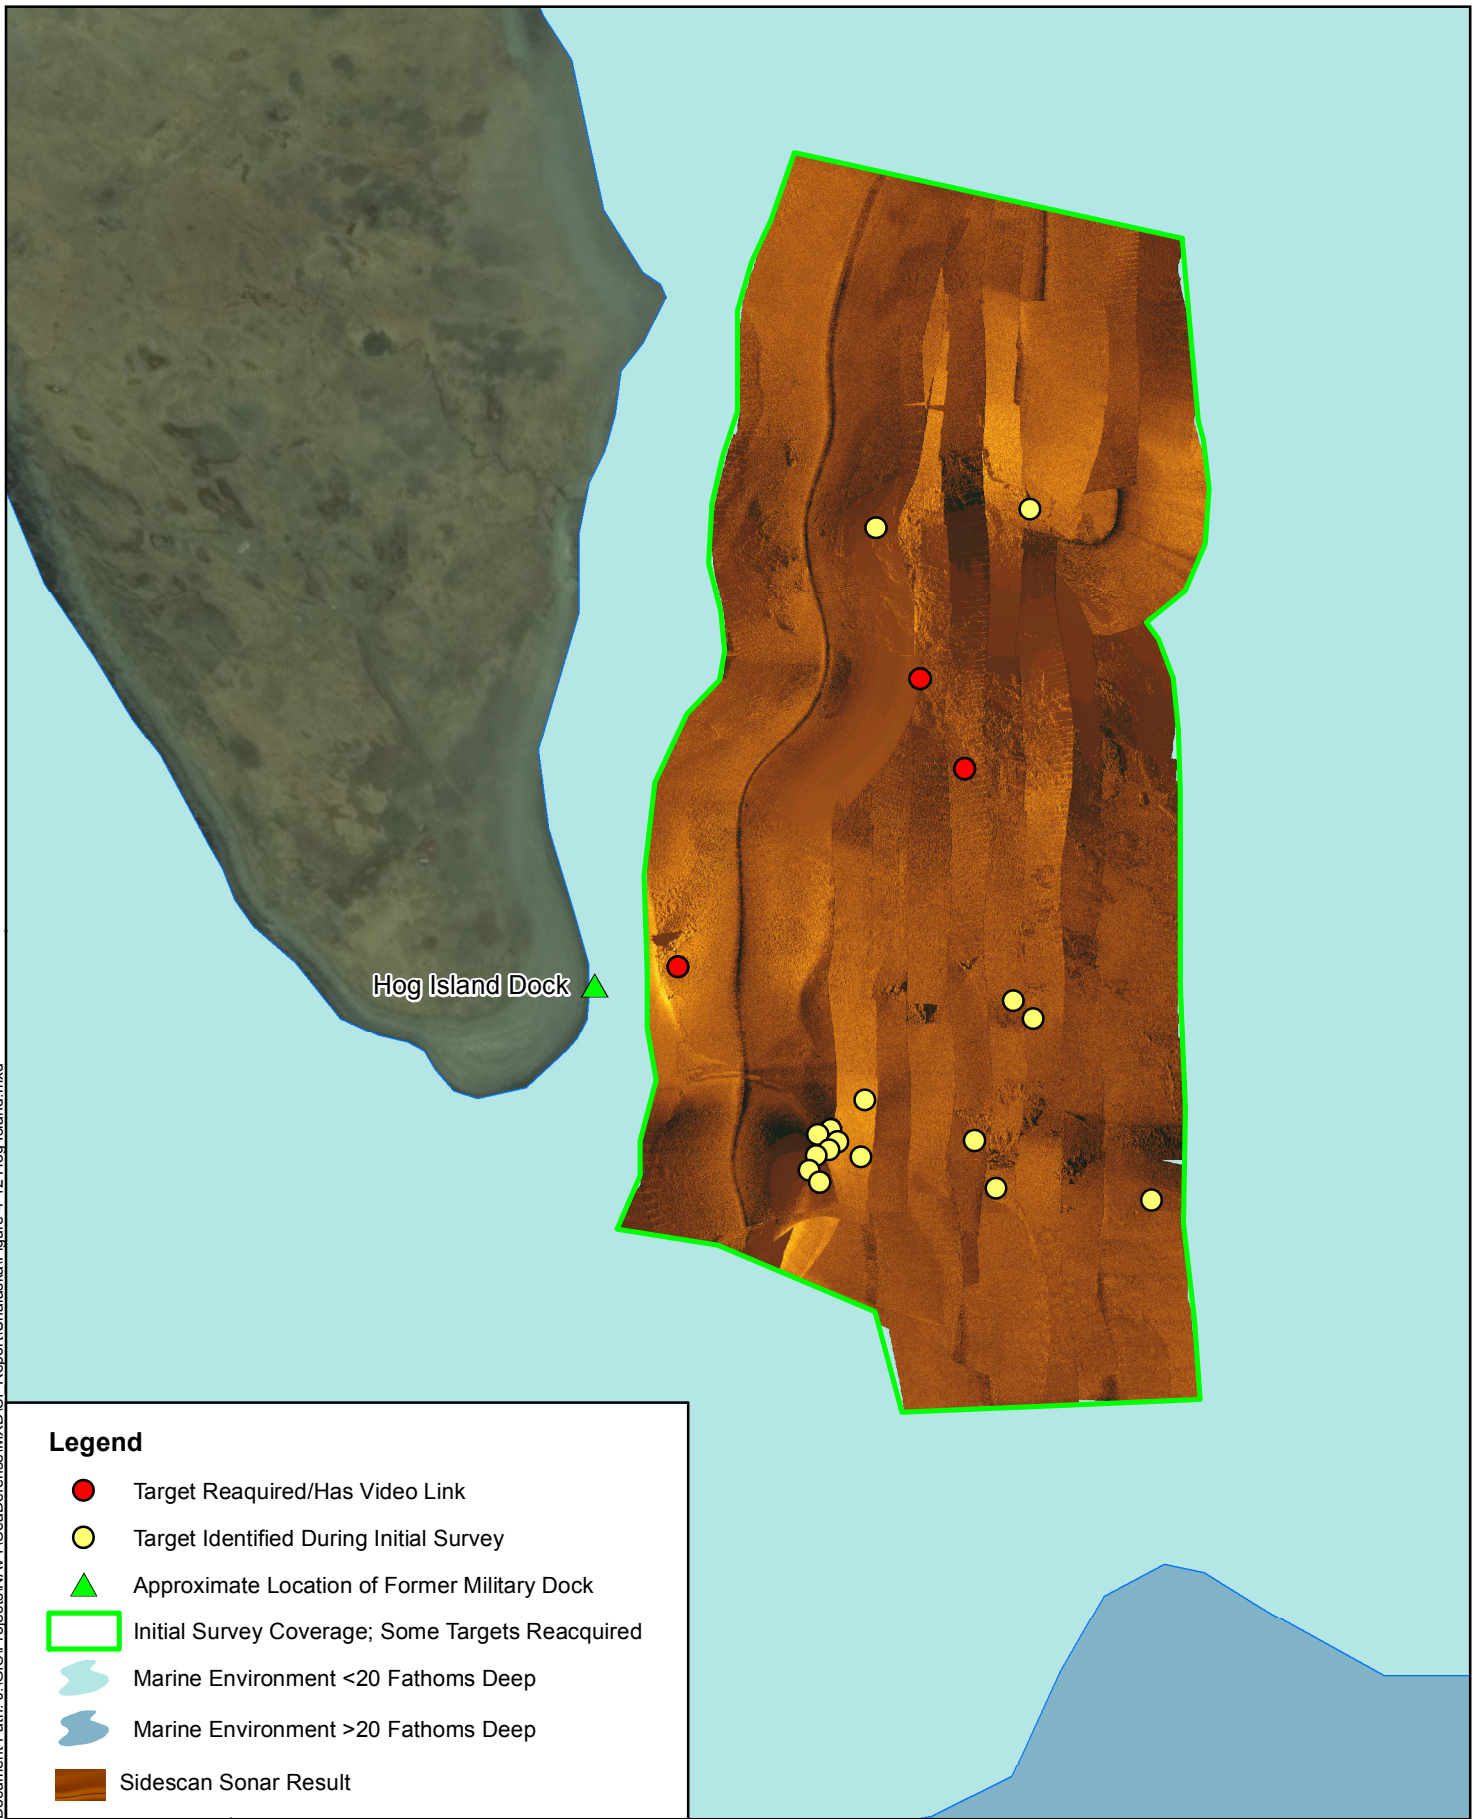 Hog Island Dock
Legend
Target Reaquired/Has Video Link
Target Identified During Initial Survey
Approximate Location of Former Military Dock
Initial Survey Coverage; Some Targets Reacquired
Marine Environment <20 Fathoms Deep
Marine Environment >20 Fathoms Deep
Sidescan Sonar Result